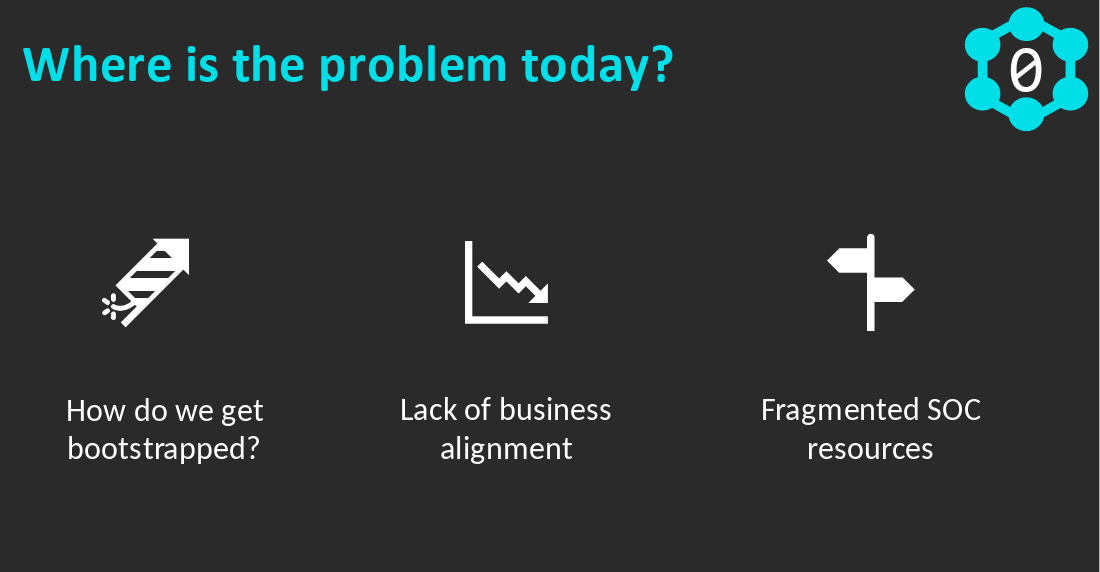 Where is the problem today?
0
How do we get
bootstrapped?
Lack of business
alignment
Fragmented SOC
resources